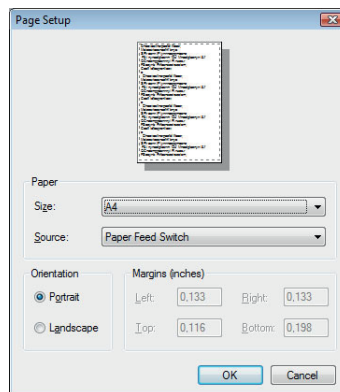 Page Setup
Paper
Size:
A4
Source:
Paper Feed Switch
Orientation
Portrait
Landscape
Margins (inches)
Left:
0,133
Right:
0,133
Top:
0,116
Bottom:
0,198
OK
Cancel